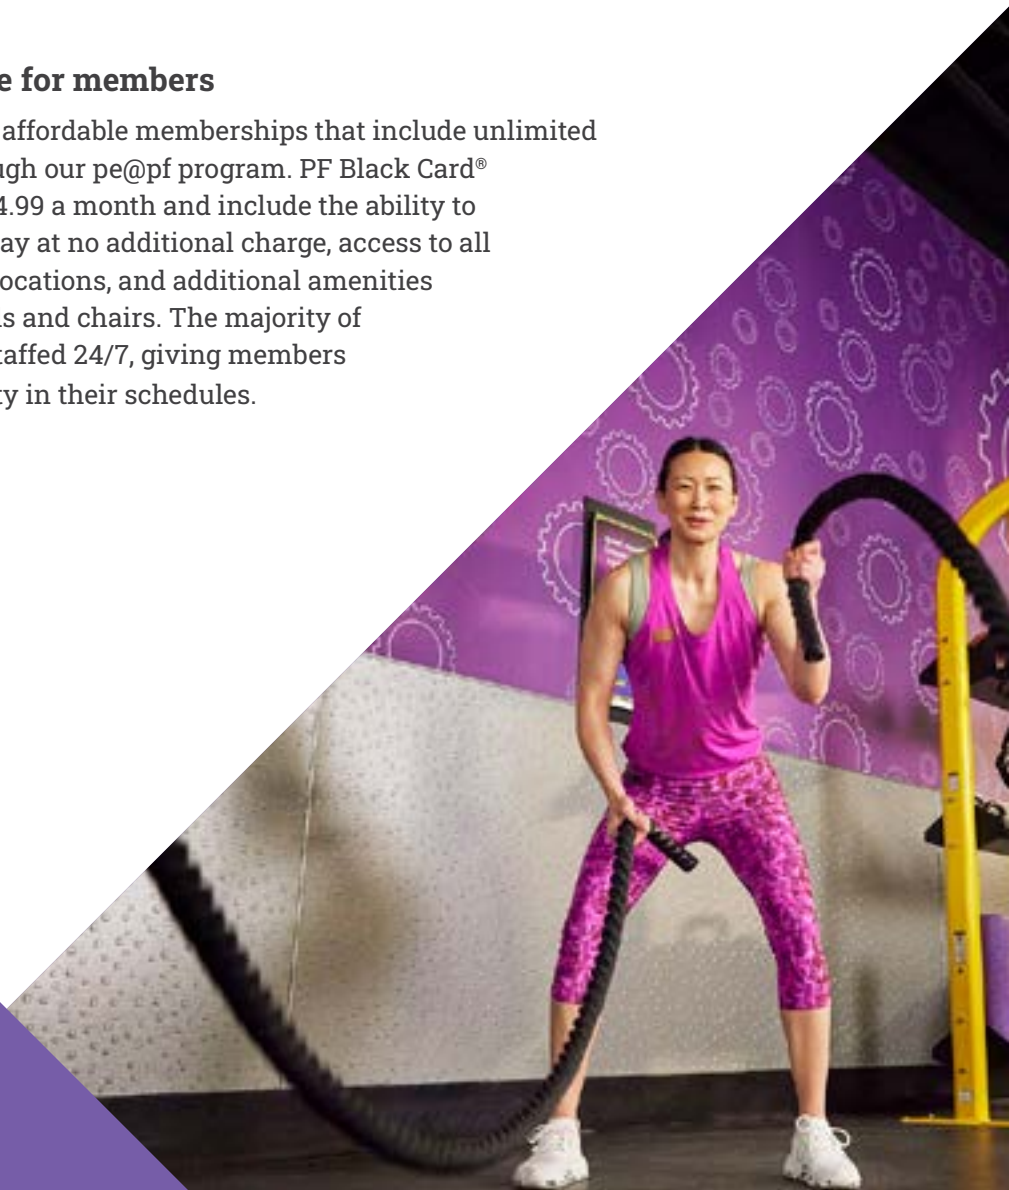 e for members
affordable memberships that include unlimited
ugh our pe@pf program. PF Black Card®
4.99 a month and include the ability to
ay at no additional charge, access to all
ocations, and additional amenities
s and chairs. The majority of
taffed 24/7, giving members
ty in their schedules.